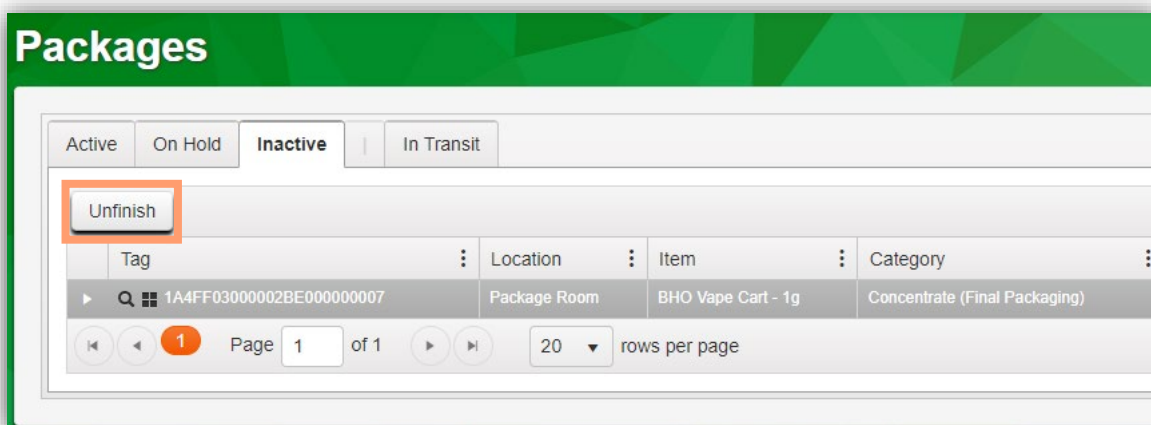 Packages
Active On Hold Inactive | In Transit
Unfinish
Tag Location Item Category
1A4FF03000002BE000000007 Package Room BHO Vape Cart - 1g Concentrate (Final Packaging)
1 Page 1 of 1 20 rows per page